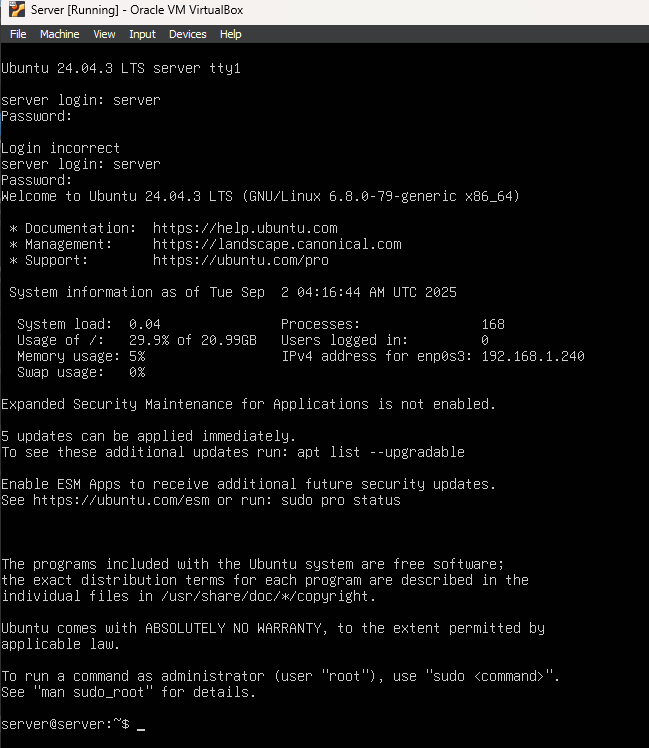 Server [Running] - Oracle VM VirtualBox
File Machine View Input Devices Help
Ubuntu 24.04.3 LTS server tty1
server login: server
Password:
Login incorrect
server login: server
Password:
Welcome to Ubuntu 24.04.3 LTS (GNU/Linux 6.8.0-79-generic x86_64)
* Documentation: https://help.ubuntu.com
* Management: https://landscape.canonical.com
* Support: https://ubuntu.com/pro
System information as of Tue Sep 2 04:16:44 AM UTC 2025
System load: 0.04 Processes: 168
Usage of /: 29.9% of 20.99GB Users logged in: 0
Memory usage: 5% IPv4 address for enp0s3: 192.168.1.240
Swap usage: 0%
Expanded Security Maintenance for Applications is not enabled.
5 updates can be applied immediately.
To see these additional updates run: apt list --upgradable
Enable ESM Apps to receive additional future security updates.
See https://ubuntu.com/esm or run: sudo pro status
The programs included with the Ubuntu system are free software;
the exact distribution terms for each program are described in the
individual files in /usr/share/doc/*/copyright.
Ubuntu comes with ABSOLUTELY NO WARRANTY, to the extent permitted by
applicable law.
To run a command as administrator (user "root"), use "sudo <command>".
See "man sudo_root" for details.
server@server:~$ _